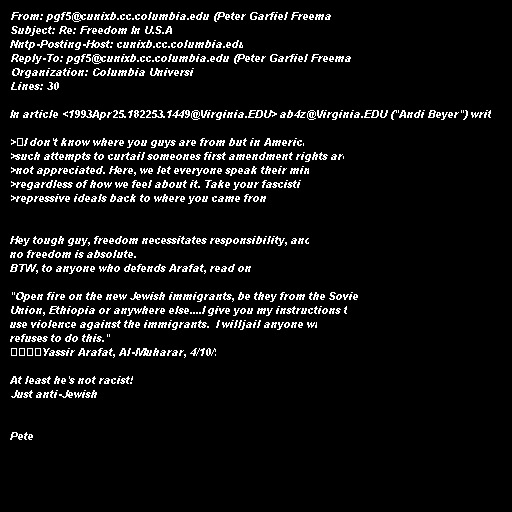 From: pgf5@cunixb.cc.columbia.edu (Peter Garfiel Freema
Subject: Re: Freedom In U.S.A
Nntp-Posting-Host: cunixb.cc.columbia.edu
Reply-To: pgf5@cunixb.cc.columbia.edu (Peter Garfiel Freema
Organization: Columbia Universi
Lines: 30

In article <1993Apr25.182253.1449@Virginia.EDU> ab4z@Virginia.EDU ("Andi Beyer") writ

>I don't know where you guys are from but in Americ
>such attempts to curtail someones first amendment rights are
>not appreciated. Here, we let everyone speak their min
>regardless of how we feel about it. Take your fascisti
>repressive ideals back to where you came from

Hey tough guy, freedom necessitates responsibility, and
no freedom is absolute.
BTW, to anyone who defends Arafat, read on

"Open fire on the new Jewish immigrants, be they from the Sovie
Union, Ethiopia or anywhere else....I give you my instructions t
use violence against the immigrants.  I willjail anyone w
refuses to do this."
Yassir Arafat, Al-Muharar, 4/10/

At least he's not racist!
Just anti-Jewish

Pete